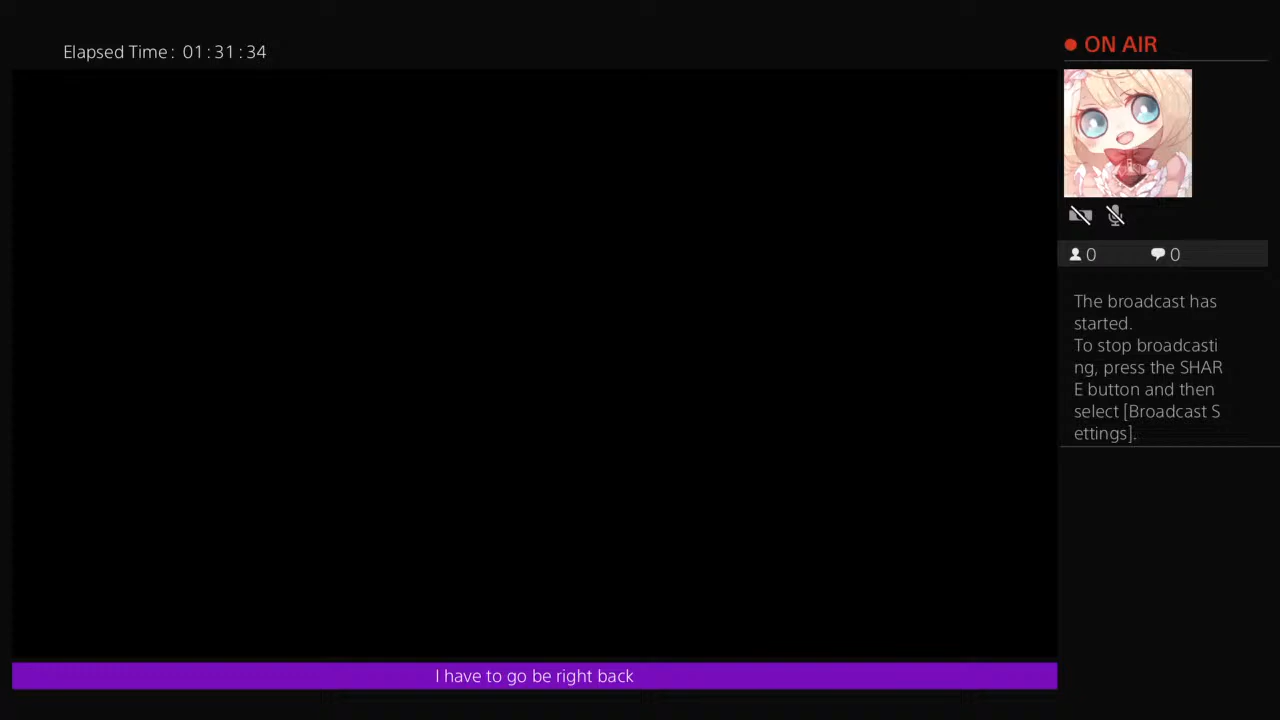 Elapsed Time: 01:31:34
ON AIR
0
0
The broadcast has
started.
To stop broadcasti
ng, press the SHAR
E button and then
select [Broadcast S
ettings].
I have to go be right back